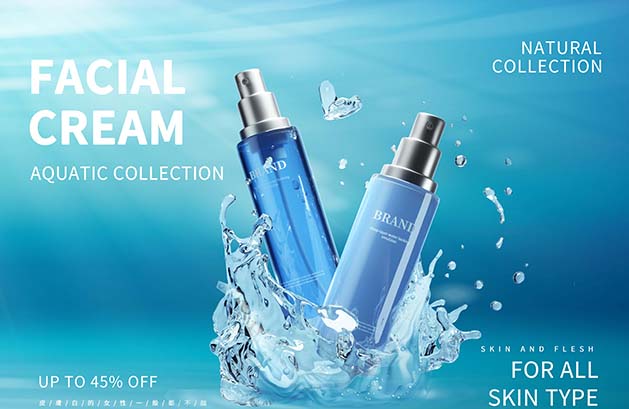 FACIAL
CREAM
AQUATIC COLLECTION
NATURAL
COLLECTION
BRAND
BRAND
SKIN AND FLESH
FOR ALL
SKIN TYPE
UP TO 45% OFF